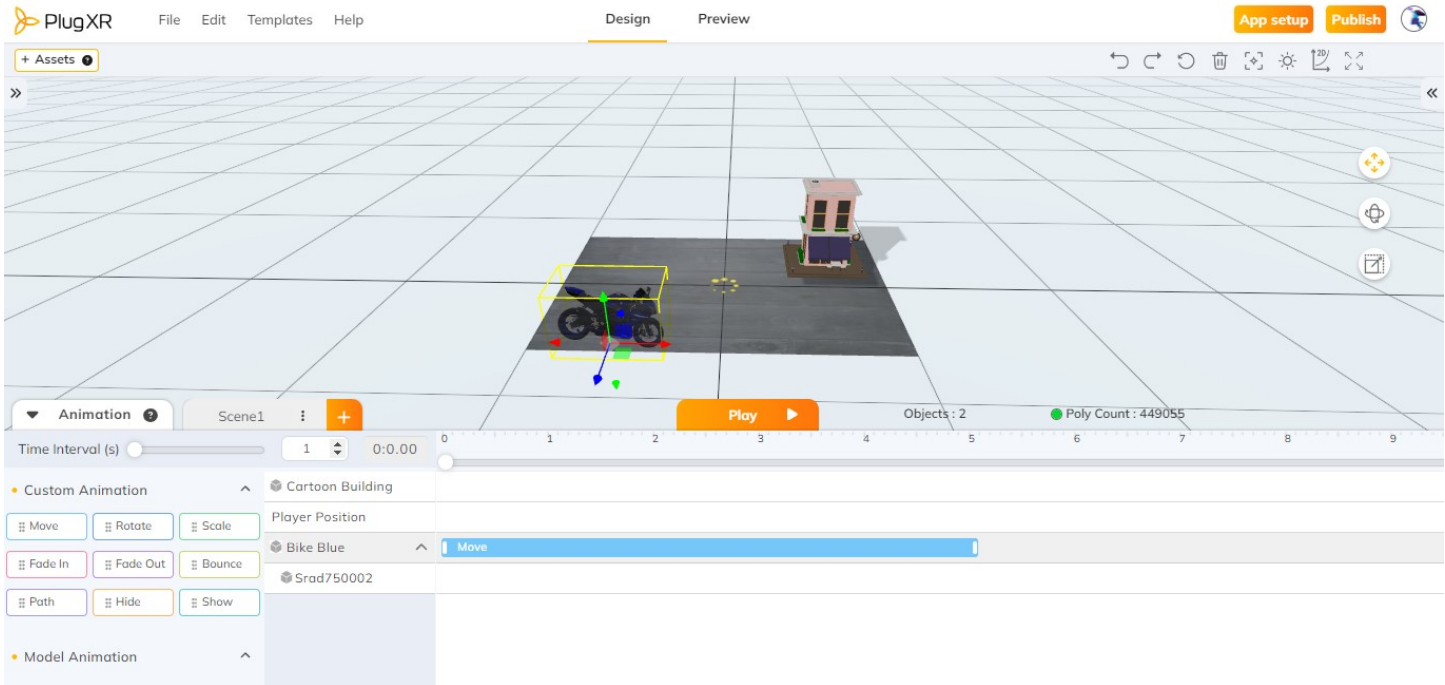 PlugXR File Edit Templates Help Design Preview App setup Publish
+ Assets ?
2D/
Animation ? Scene1 + Play Objects : 2 Poly Count : 449055
Time Interval (s) 1 0:0.00 0 1 2 3 4 5 6 7 8 9
Custom Animation
Move Rotate Scale
Fade In Fade Out Bounce
Path Hide Show
Model Animation
Cartoon Building
Player Position
Bike Blue Move
Srad750002